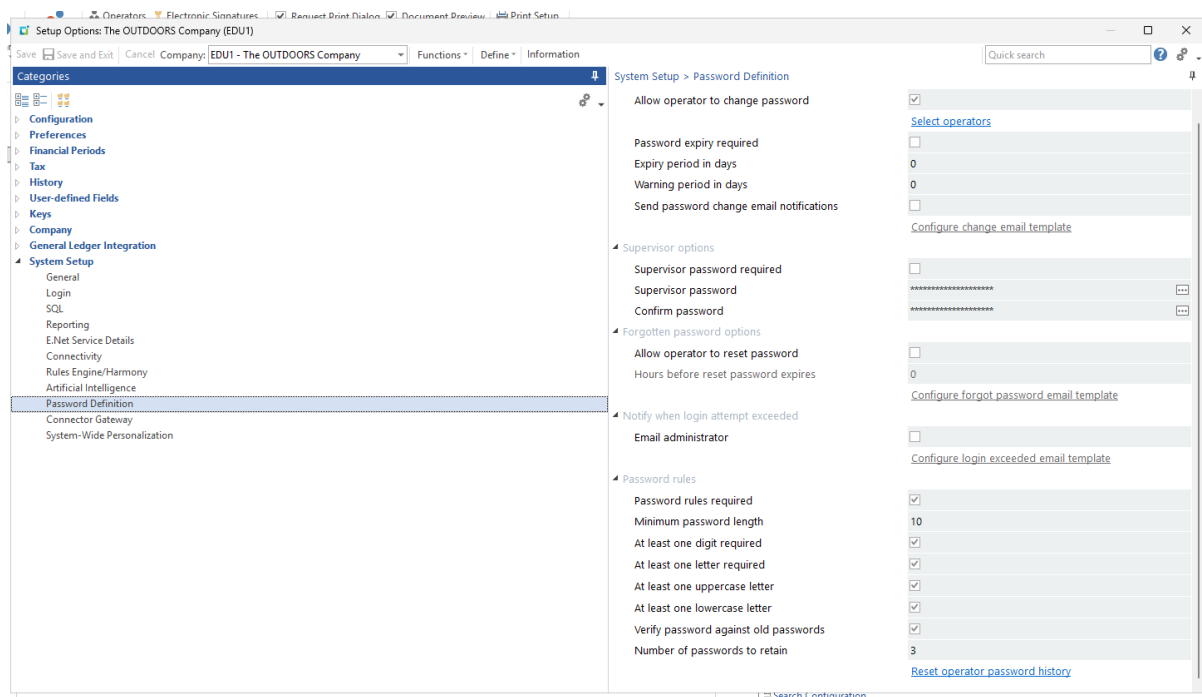 Operators Electronic Signatures Request Print Dialog Document Preview Print Setup
Setup Options: The OUTDOORS Company (EDU1)
Save Save and Exit Cancel Company: EDU1 - The OUTDOORS Company Functions Define Information Quick search
Categories
Configuration
Preferences
Financial Periods
Tax
History
User-defined Fields
Keys
Company
General Ledger Integration
System Setup
General
Login
SQL
Reporting
E.Net Service Details
Connectivity
Rules Engine/Harmony
Artificial Intelligence
Password Definition
Connector Gateway
System-Wide Personalization
System Setup > Password Definition
Allow operator to change password
Select operators
Password expiry required
Expiry period in days 0
Warning period in days 0
Send password change email notifications
Configure change email template
Supervisor options
Supervisor password required
Supervisor password ********************
Confirm password ********************
Forgotten password options
Allow operator to reset password
Hours before reset password expires 0
Configure forgot password email template
Notify when login attempt exceeded
Email administrator
Configure login exceeded email template
Password rules
Password rules required
Minimum password length 10
At least one digit required
At least one letter required
At least one uppercase letter
At least one lowercase letter
Verify password against old passwords
Number of passwords to retain 3
Reset operator password history
Search Configuration